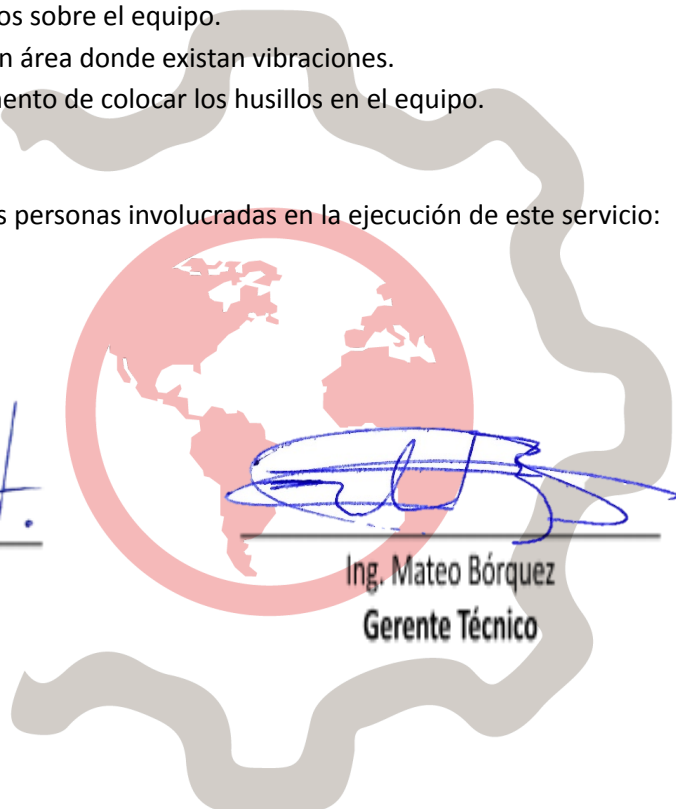 os sobre el equipo.
n área donde existan vibraciones.
ento de colocar los husillos en el equipo.
s personas involucradas en la ejecución de este servicio:
Ing. Mateo Bórquez
Gerente Técnico